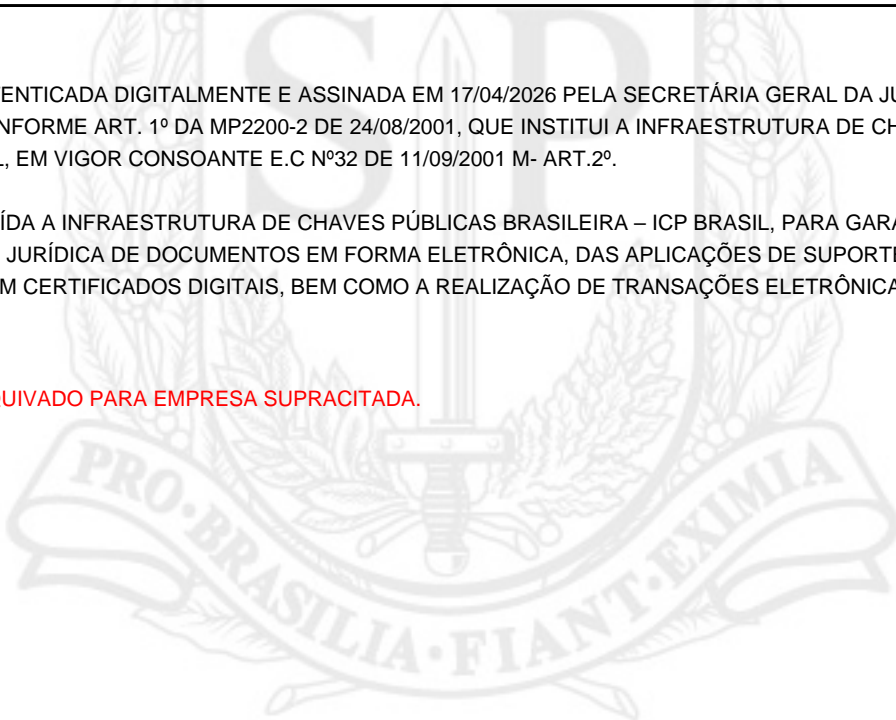 ENTICADA DIGITALMENTE E ASSINADA EM 17/04/2026 PELA SECRETÁRIA GERAL DA JU
NFORME ART. 1º DA MP2200-2 DE 24/08/2001, QUE INSTITUI A INFRAESTRUTURA DE CH
L, EM VIGOR CONSOANTE E.C Nº32 DE 11/09/2001 M- ART.2º.
ÍDA A INFRAESTRUTURA DE CHAVES PÚBLICAS BRASILEIRA – ICP BRASIL, PARA GARA
JURÍDICA DE DOCUMENTOS EM FORMA ELETRÔNICA, DAS APLICAÇÕES DE SUPORTE
M CERTIFICADOS DIGITAIS, BEM COMO A REALIZAÇÃO DE TRANSAÇÕES ELETRÔNICA
UIVADO PARA EMPRESA SUPRACITADA.
SP
PRO·BRASILIA·FIANT·EXIMIA